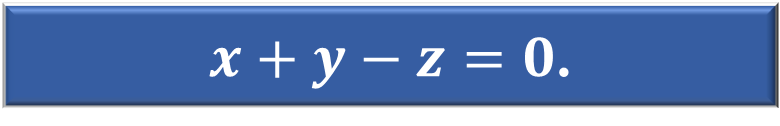 x + y − z = 0.